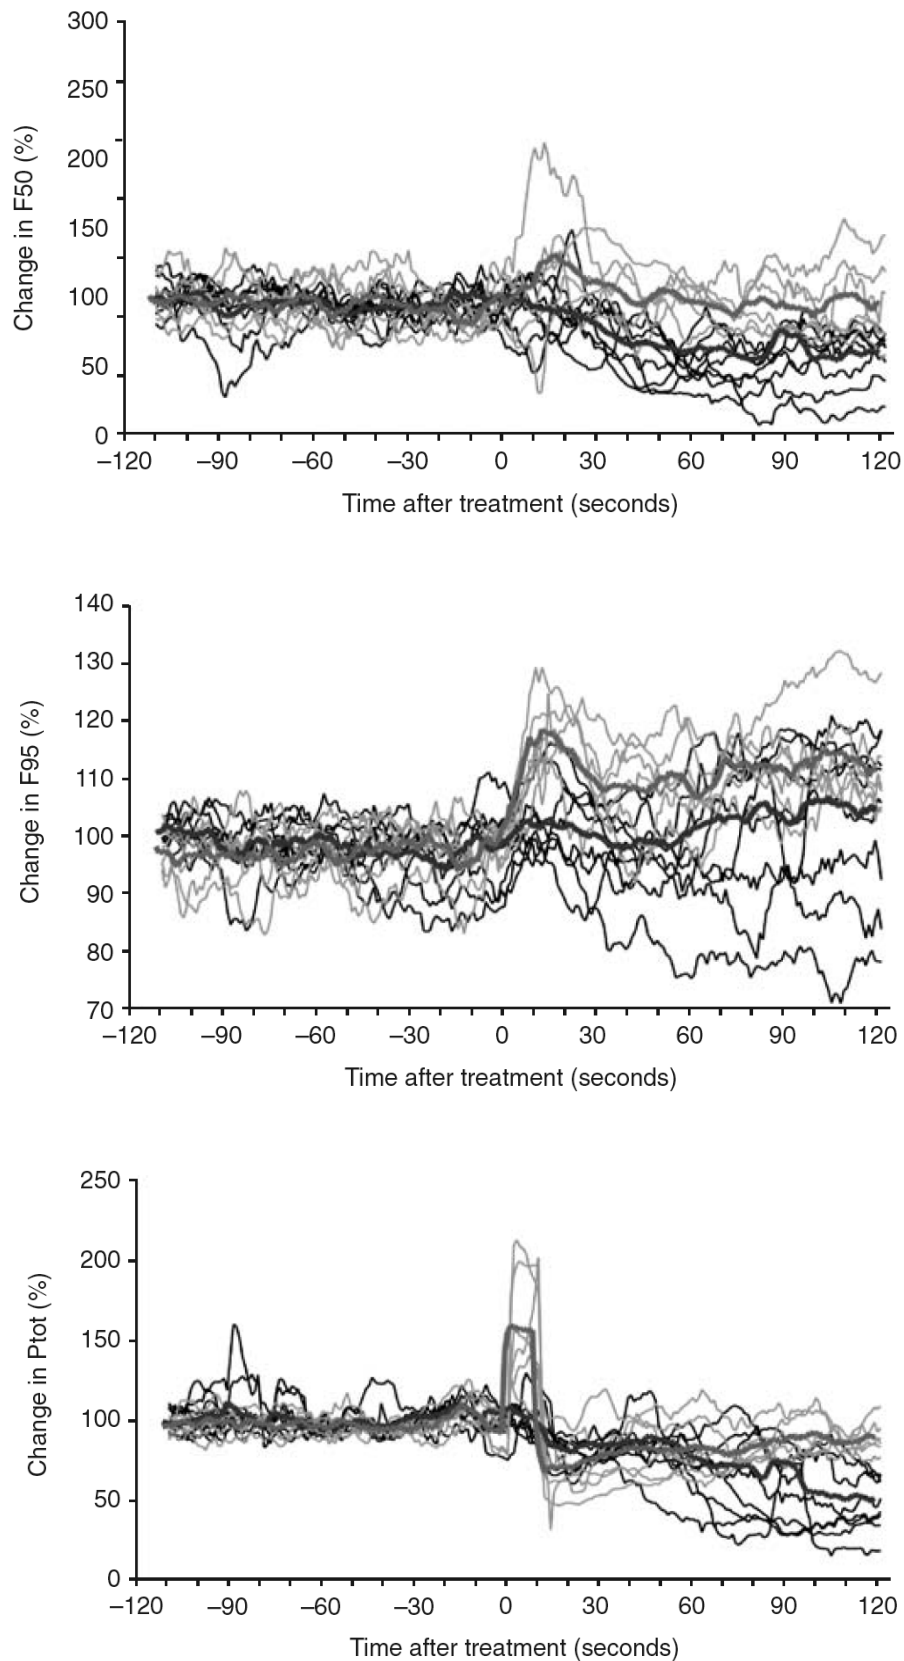 300
250
200
150
100
50
0
Change in F50 (%)
–120 –90 –60 –30 0 30 60 90 120
Time after treatment (seconds)
140
130
120
110
100
90
80
70
Change in F95 (%)
–120 –90 –60 –30 0 30 60 90 120
Time after treatment (seconds)
250
200
150
100
50
0
Change in Ptot (%)
–120 –90 –60 –30 0 30 60 90 120
Time after treatment (seconds)